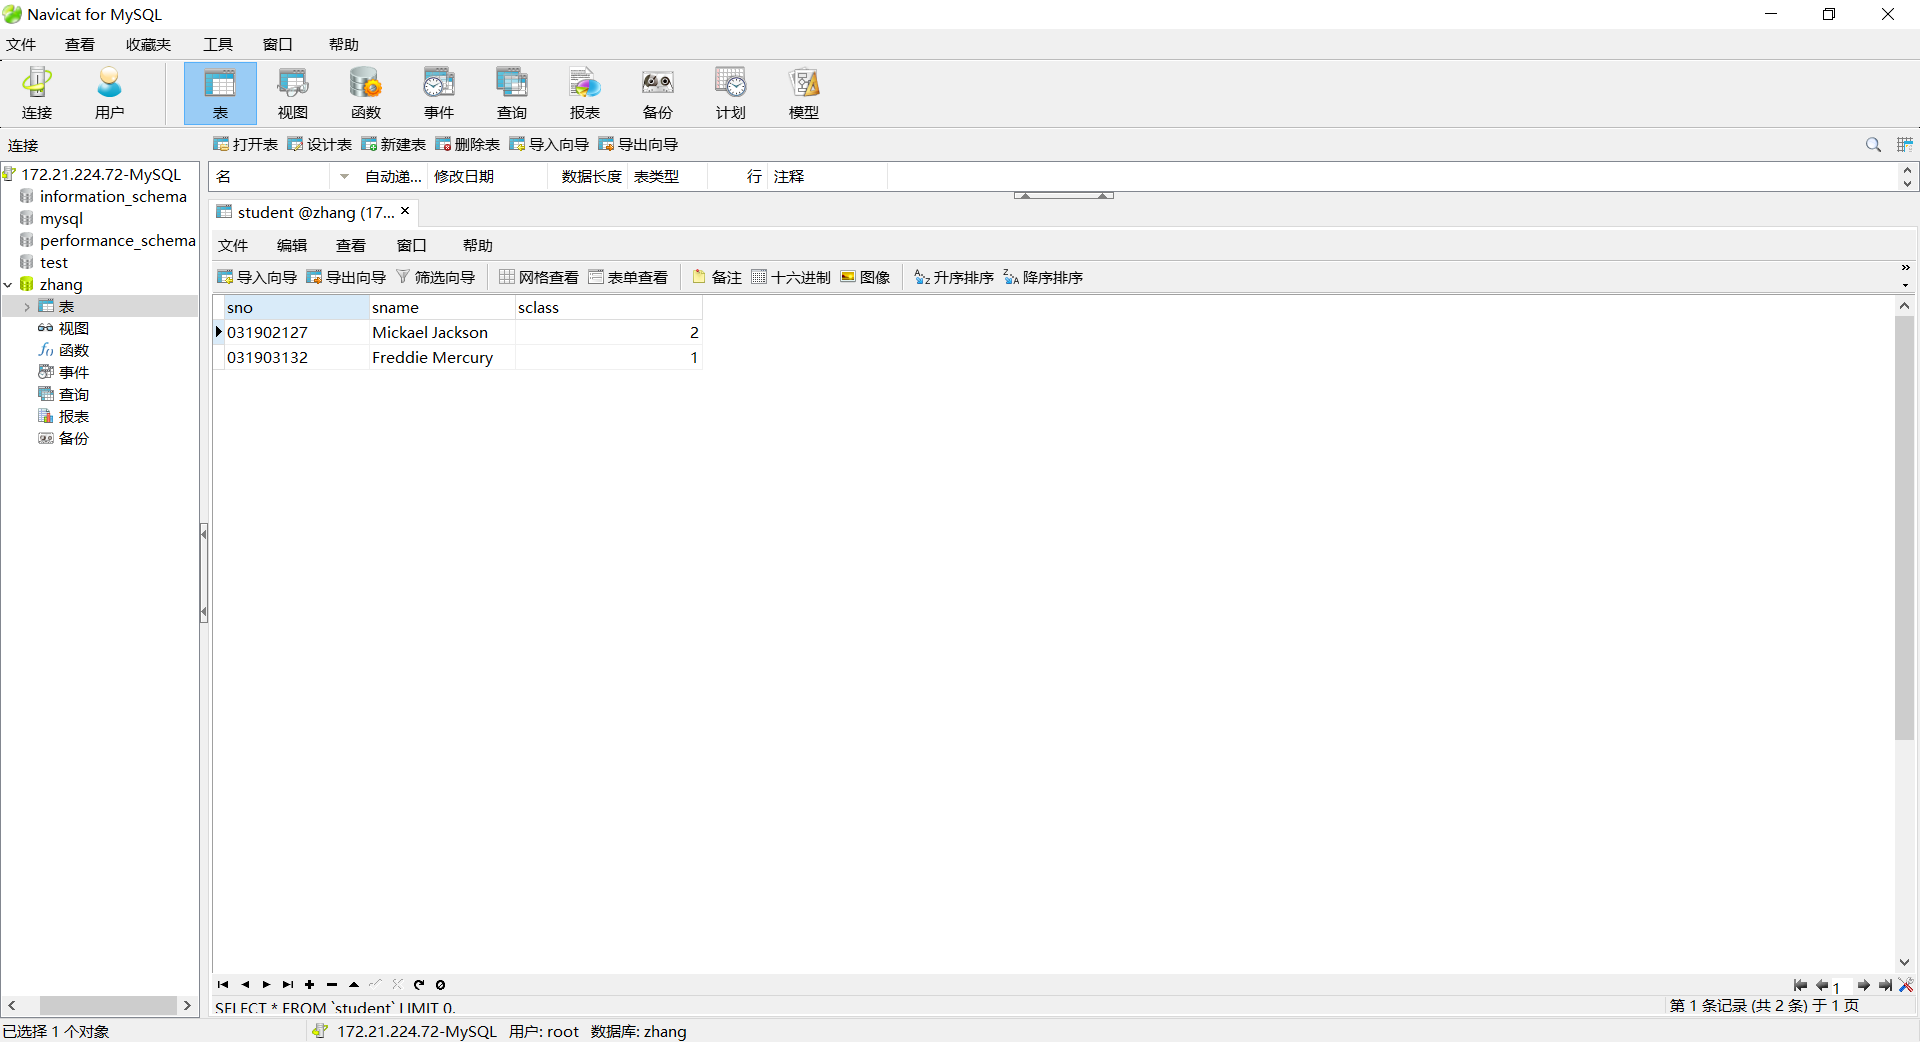 Navicat for MySQL
文件 查看 收藏夹 工具 窗口 帮助
连接 用户 表 视图 函数 事件 查询 报表 备份 计划 模型
连接
打开表 设计表 新建表 删除表 导入向导 导出向导
172.21.224.72-MySQL
information_schema
mysql
performance_schema
test
zhang
表
视图
函数
事件
查询
报表
备份
名 自动递... 修改日期 数据长度 表类型 行 注释
student @zhang (17...
文件 编辑 查看 窗口 帮助
导入向导 导出向导 筛选向导 网格查看 表单查看 备注 十六进制 图像 升序排序 降序排序
sno sname sclass
031902127 Mickael Jackson 2
031903132 Freddie Mercury 1
1
SELECT * FROM `student` LIMIT 0,
第 1 条记录 (共 2 条) 于 1 页
已选择 1 个对象 172.21.224.72-MySQL 用户: root 数据库: zhang